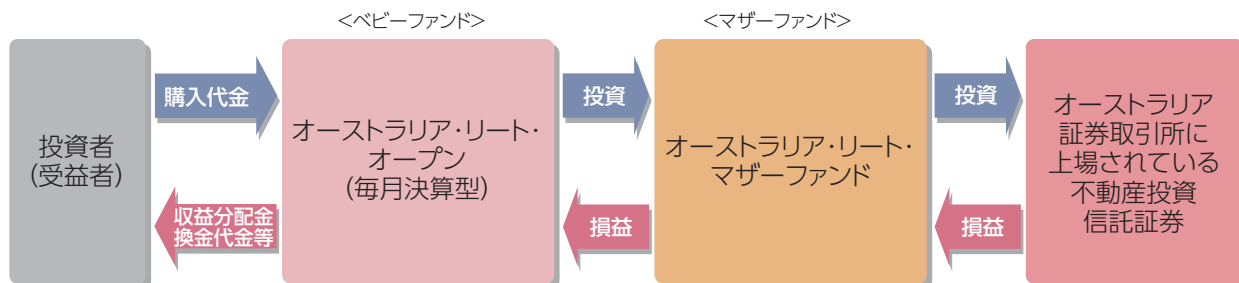 <ベビーファンド>
<マザーファンド>
投資者
(受益者)
購入代金
収益分配金
換金代金等
オーストラリア・リート・
オープン
(毎月決算型)
投資
損益
オーストラリア・リート・
マザーファンド
投資
損益
オーストラリア
証券取引所に
上場されている
不動産投資
信託証券